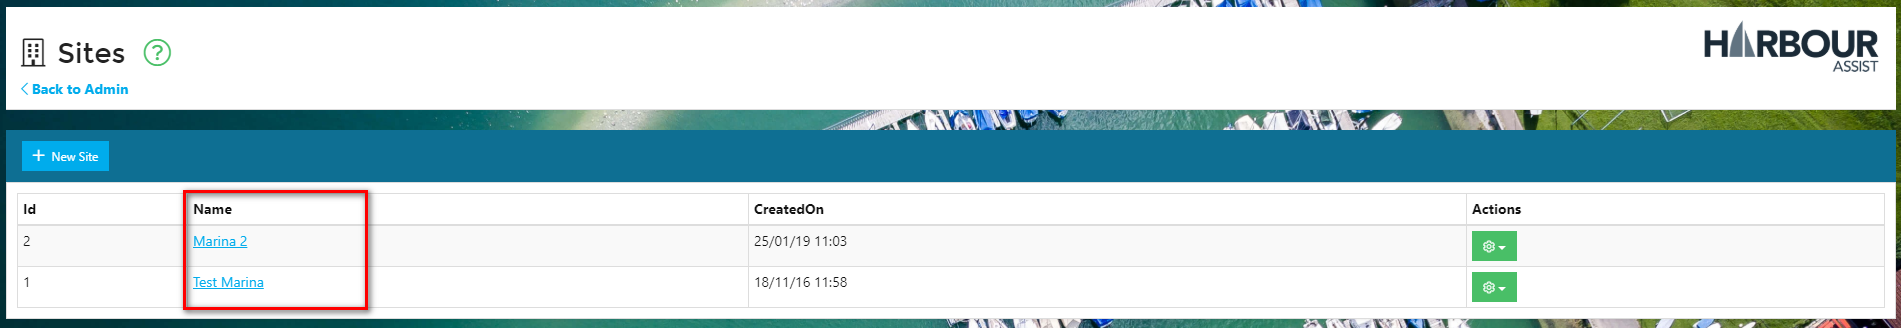 Sites ?
HARBOUR
ASSIST
Back to Admin
+ New Site
Id Name CreatedOn Actions
2 Marina 2 25/01/19 11:03
1 Test Marina 18/11/16 11:58